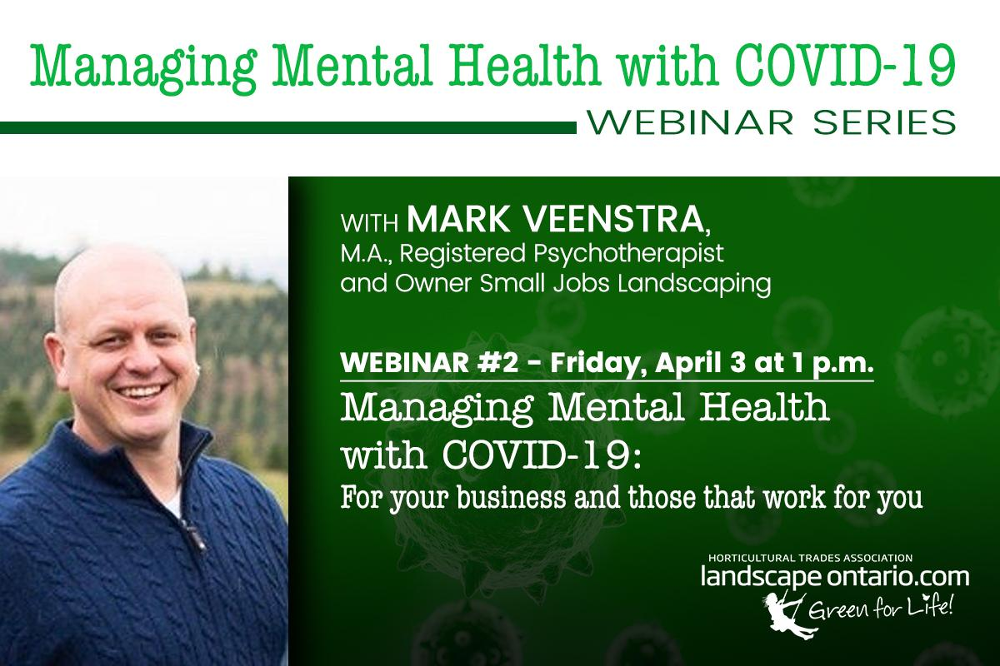 Managing Mental Health with COVID-19
WEBINAR SERIES
WITH MARK VEENSTRA,
M.A., Registered Psychotherapist
and Owner Small Jobs Landscaping
WEBINAR #2 - Friday, April 3 at 1 p.m.
Managing Mental Health
with COVID-19:
For your business and those that work for you
HORTICULTURAL TRADES ASSOCIATION
landscapeontario.com
Green for Life!